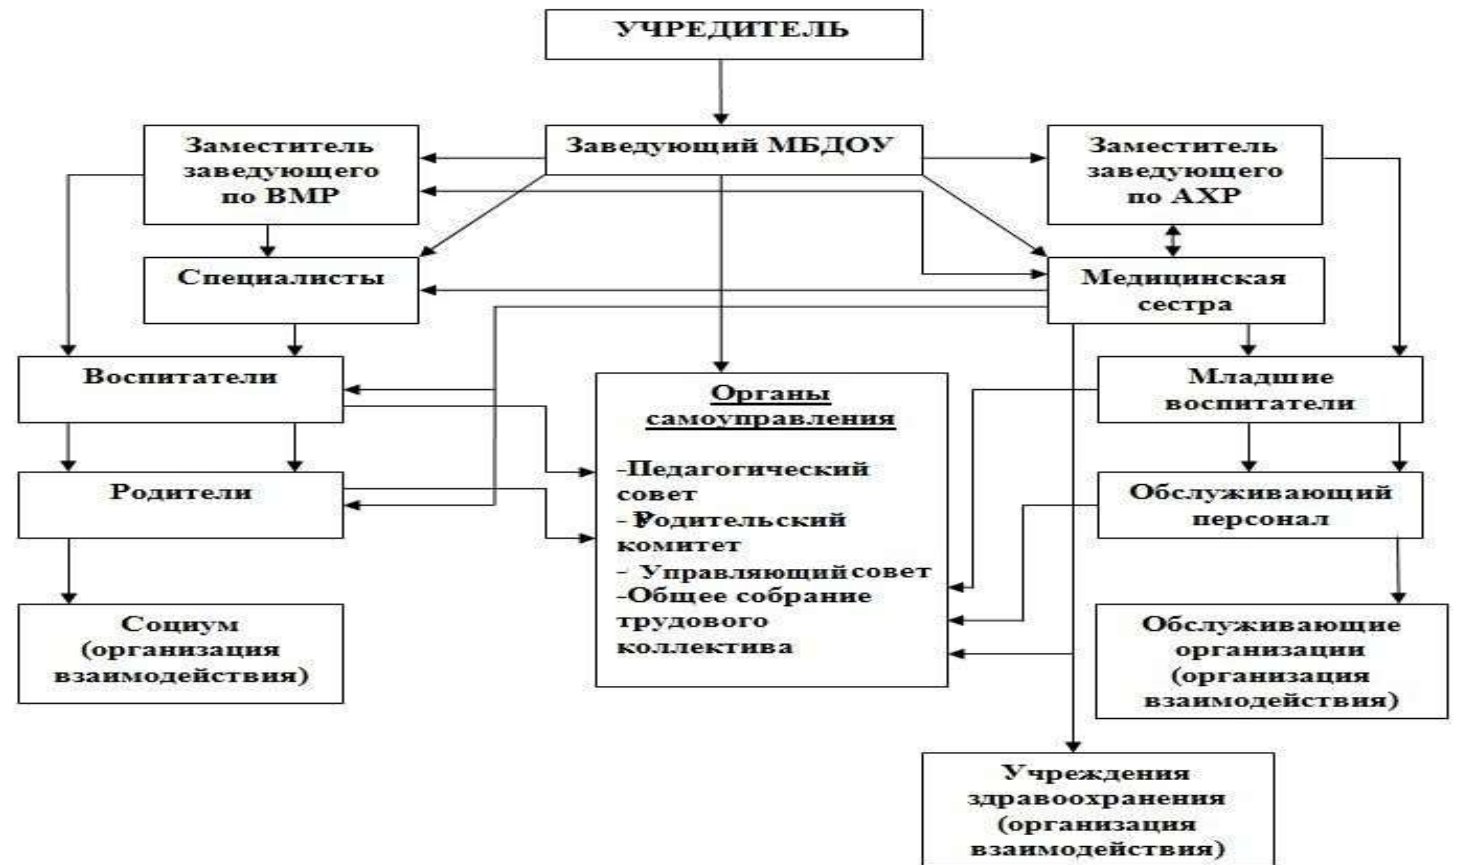 УЧРЕДИТЕЛЬ
Заместитель
заведующего
по ВМР
Заведующий МБДОУ
Заместитель
заведующего
по АХР
Специалисты
Медицинская
сестра
Воспитатели
Органы
самоуправления
-Педагогический
совет
- Родительский
комитет
- Управляющий совет
-Общее собрание
трудового
коллектива
Младшие
воспитатели
Родители
Обслуживающий
персонал
Социум
(организация
взаимодействия)
Обслуживающие
организации
(организация
взаимодействия)
Учреждения
здравоохранения
(организация
взаимодействия)